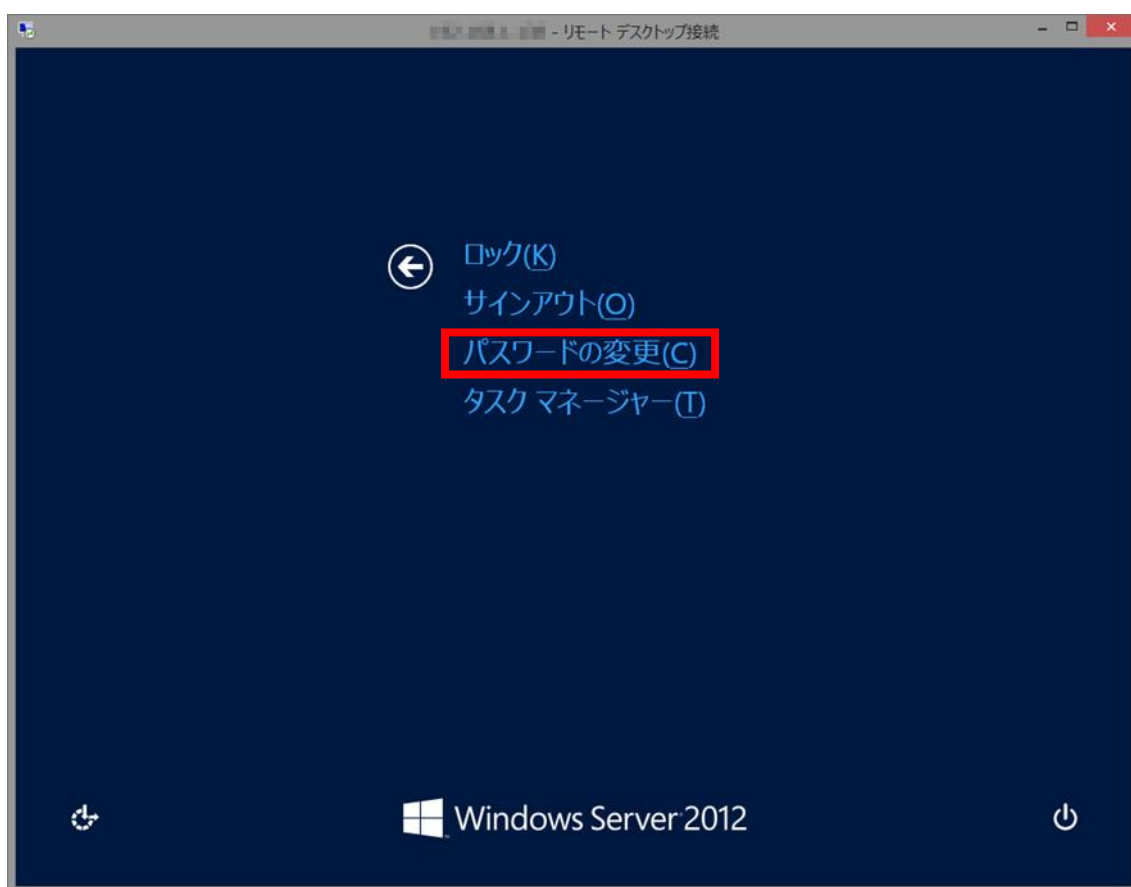 - リモート デスクトップ接続
ロック(K)
サインアウト(O)
パスワードの変更(C)
タスク マネージャー(T)
Windows Server 2012